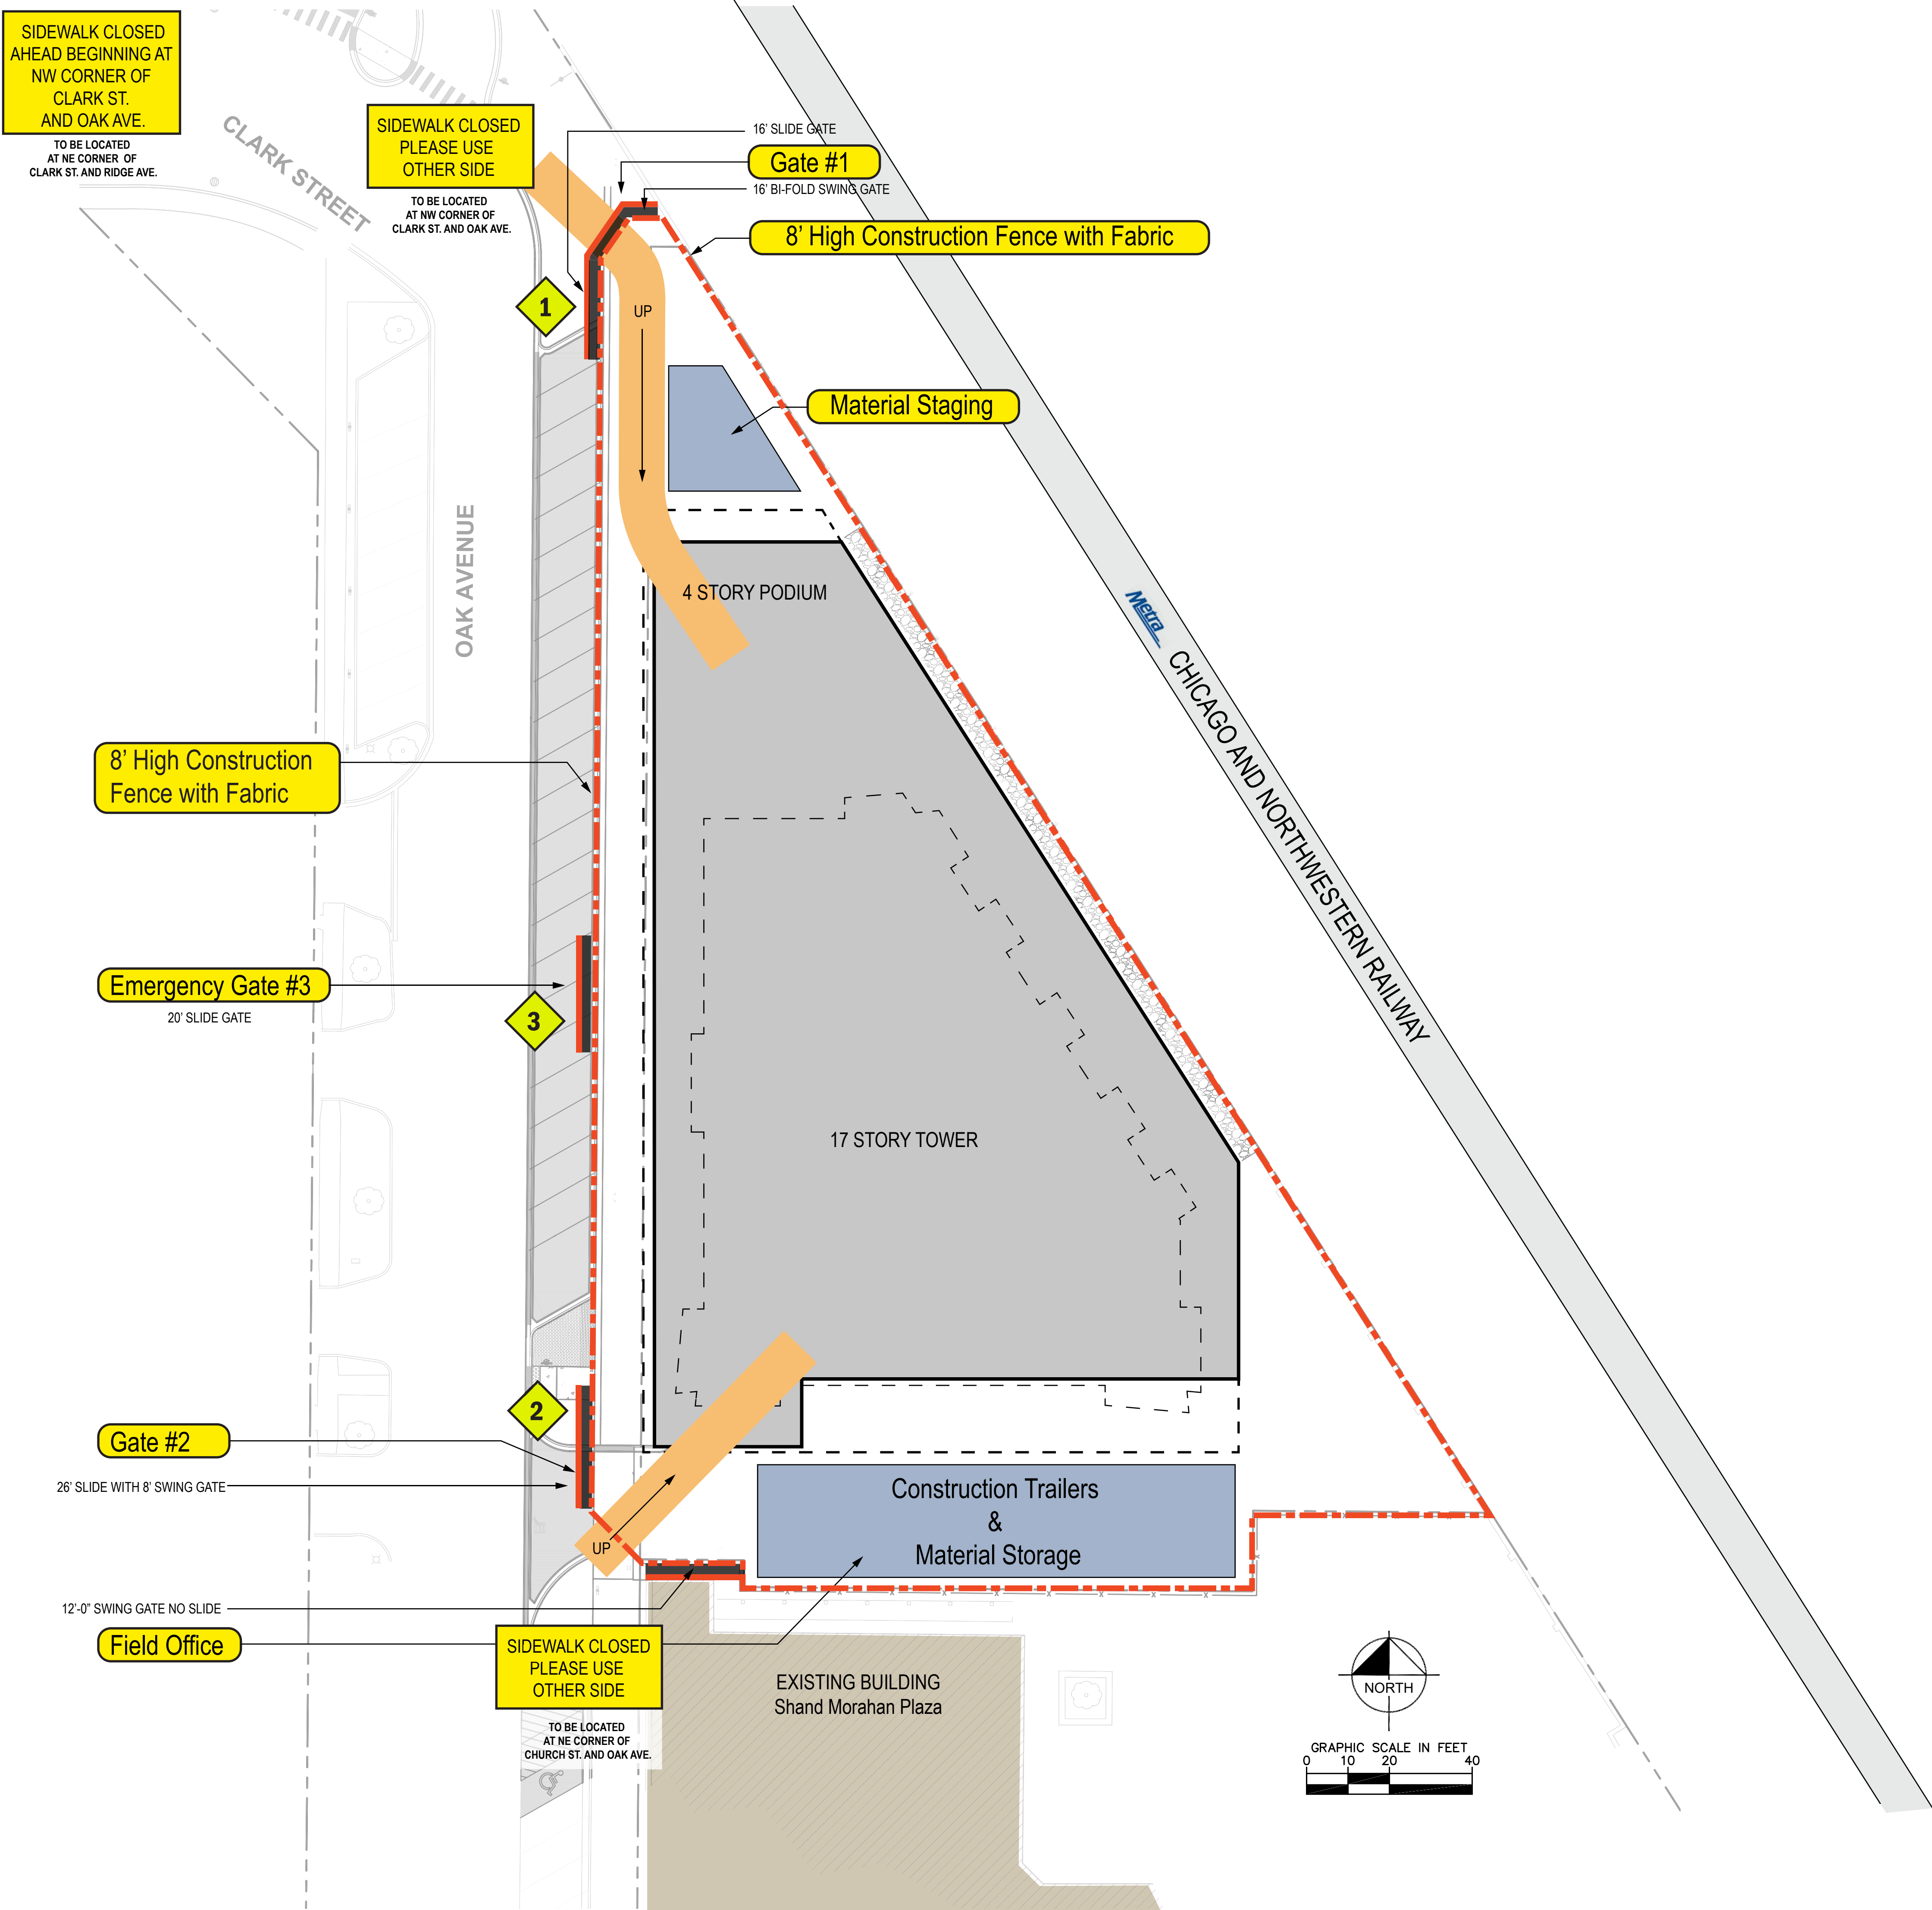 SIDEWALK CLOSED
AHEAD BEGINNING AT
NW CORNER OF
CLARK ST.
AND OAK AVE.
TO BE LOCATED
AT NE CORNER OF
CLARK ST. AND RIDGE AVE.
CLARK STREET
SIDEWALK CLOSED
PLEASE USE
OTHER SIDE
TO BE LOCATED
AT NW CORNER OF
CLARK ST. AND OAK AVE.
16' SLIDE GATE
Gate #1
16' BI-FOLD SWING GATE
8' High Construction Fence with Fabric
1
UP
Material Staging
OAK AVENUE
4 STORY PODIUM
Metra
CHICAGO AND NORTHWESTERN RAILWAY
8' High Construction
Fence with Fabric
Emergency Gate #3
20' SLIDE GATE
3
17 STORY TOWER
2
Gate #2
26' SLIDE WITH 8' SWING GATE
UP
Construction Trailers
&
Material Storage
12'-0" SWING GATE NO SLIDE
Field Office
SIDEWALK CLOSED
PLEASE USE
OTHER SIDE
TO BE LOCATED
AT NE CORNER OF
CHURCH ST. AND OAK AVE.
EXISTING BUILDING
Shand Morahan Plaza
NORTH
GRAPHIC SCALE IN FEET
0 10 20 40